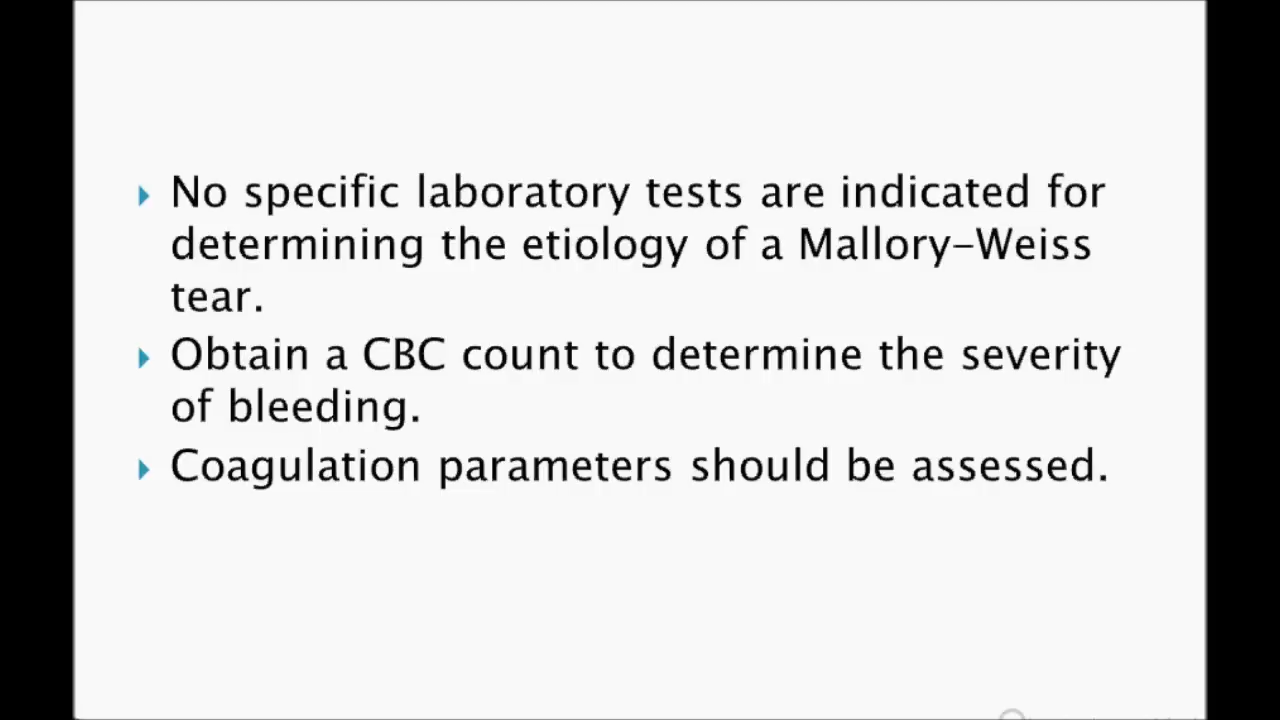 No specific laboratory tests are indicated for
determining the etiology of a Mallory-Weiss
tear.
Obtain a CBC count to determine the severity
of bleeding.
Coagulation parameters should be assessed.